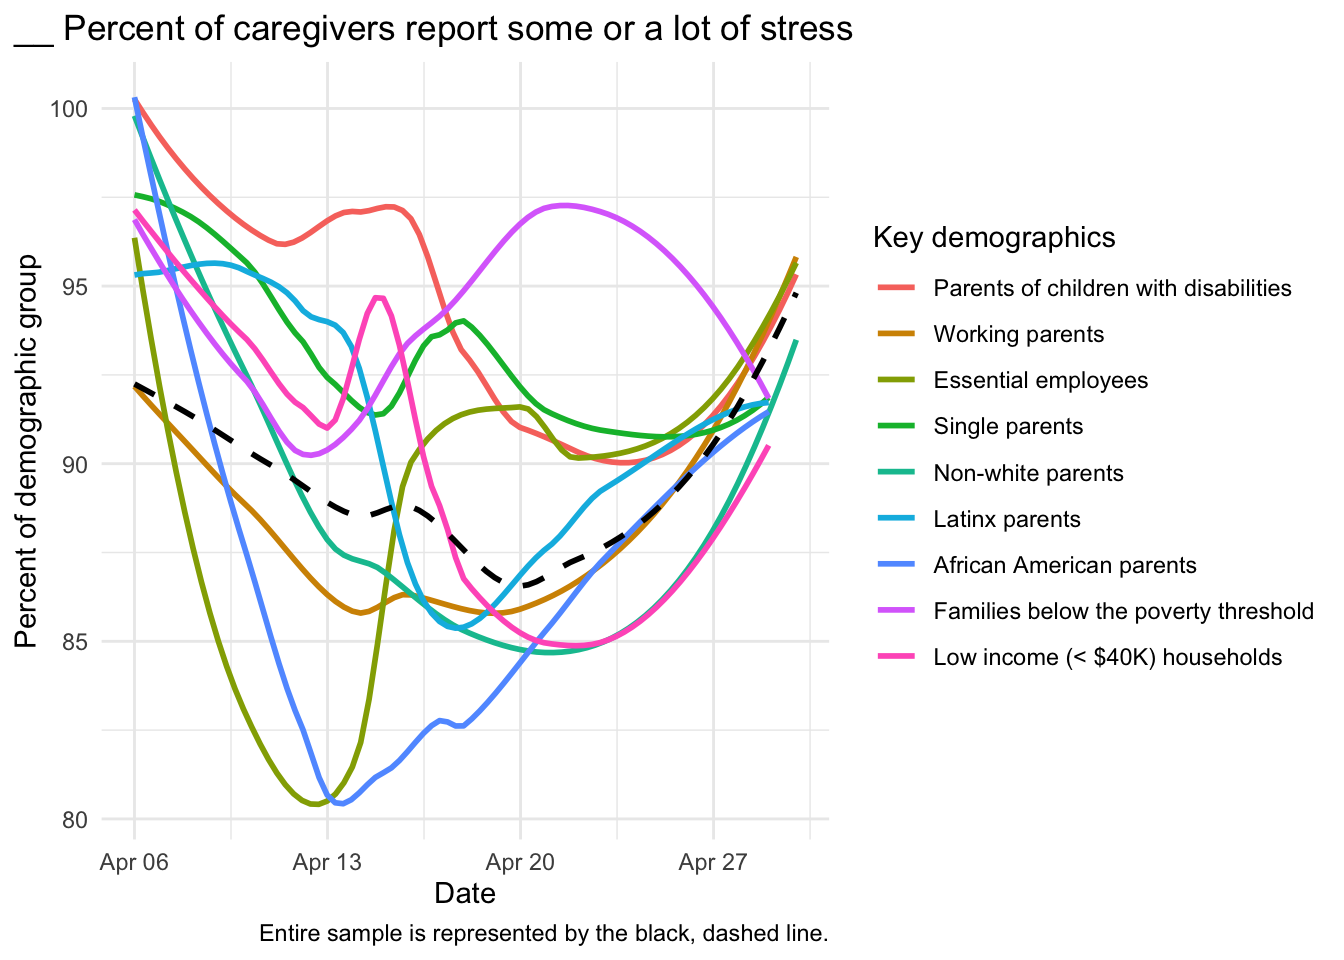 __ Percent of caregivers report some or a lot of stress
Percent of demographic group
100
95
90
85
80
Apr 06
Apr 13
Apr 20
Apr 27
Date
Entire sample is represented by the black, dashed line.
Key demographics
Parents of children with disabilities
Working parents
Essential employees
Single parents
Non-white parents
Latinx parents
African American parents
Families below the poverty threshold
Low income (< $40K) households